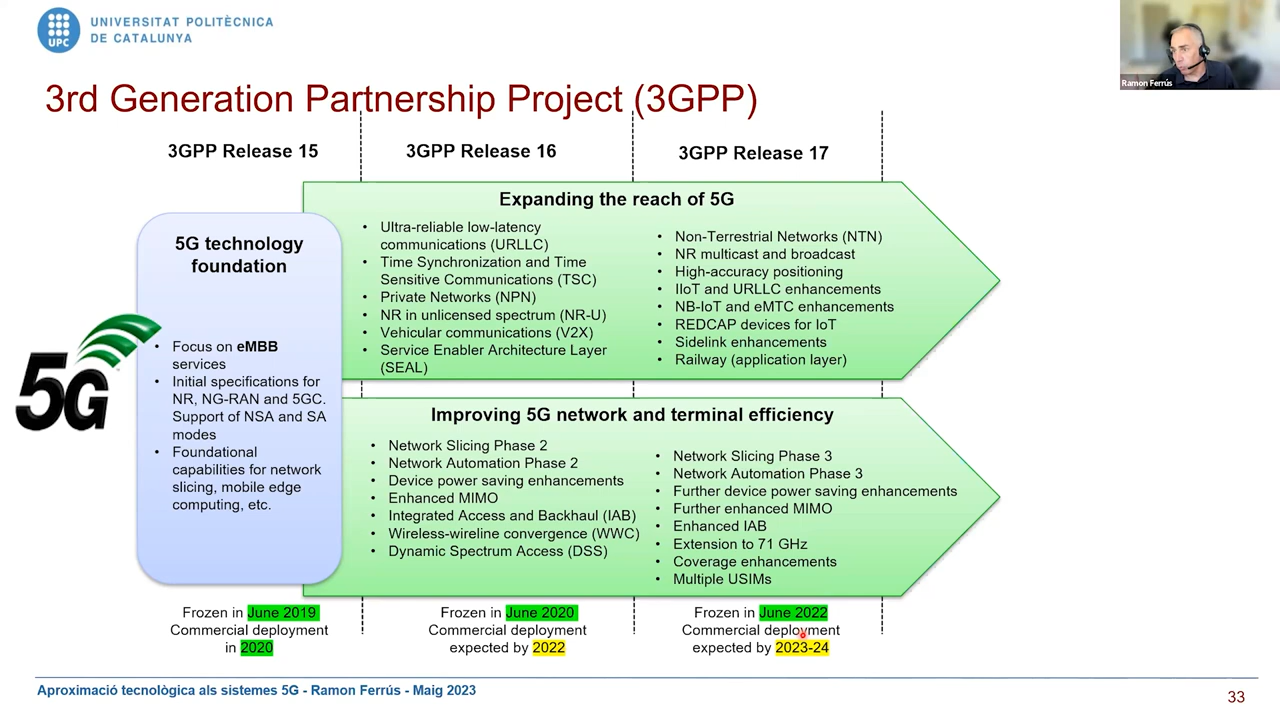 UNIVERSITAT POLITÈCNICA
DE CATALUNYA
UPC
Ramon Ferrús
3rd Generation Partnership Project (3GPP)
3GPP Release 15
3GPP Release 16
3GPP Release 17
Expanding the reach of 5G
5G technology
foundation
• Focus on eMBB
services
• Initial specifications for
NR, NG-RAN and 5GC.
Support of NSA and SA
modes
• Foundational
capabilities for network
slicing, mobile edge
computing, etc.
5G
• Ultra-reliable low-latency
communications (URLLC)
• Time Synchronization and Time
Sensitive Communications (TSC)
• Private Networks (NPN)
• NR in unlicensed spectrum (NR-U)
• Vehicular communications (V2X)
• Service Enabler Architecture Layer
(SEAL)
• Non-Terrestrial Networks (NTN)
• NR multicast and broadcast
• High-accuracy positioning
• IIoT and URLLC enhancements
• NB-IoT and eMTC enhancements
• REDCAP devices for IoT
• Sidelink enhancements
• Railway (application layer)
Improving 5G network and terminal efficiency
• Network Slicing Phase 2
• Network Automation Phase 2
• Device power saving enhancements
• Enhanced MIMO
• Integrated Access and Backhaul (IAB)
• Wireless-wireline convergence (WWC)
• Dynamic Spectrum Access (DSS)
• Network Slicing Phase 3
• Network Automation Phase 3
• Further device power saving enhancements
• Further enhanced MIMO
• Enhanced IAB
• Extension to 71 GHz
• Coverage enhancements
• Multiple USIMs
Frozen in June 2019
Commercial deployment
in 2020
Frozen in June 2020
Commercial deployment
expected by 2022
Frozen in June 2022
Commercial deployment
expected by 2023-24
Aproximació tecnològica als sistemes 5G - Ramon Ferrús - Maig 2023
33